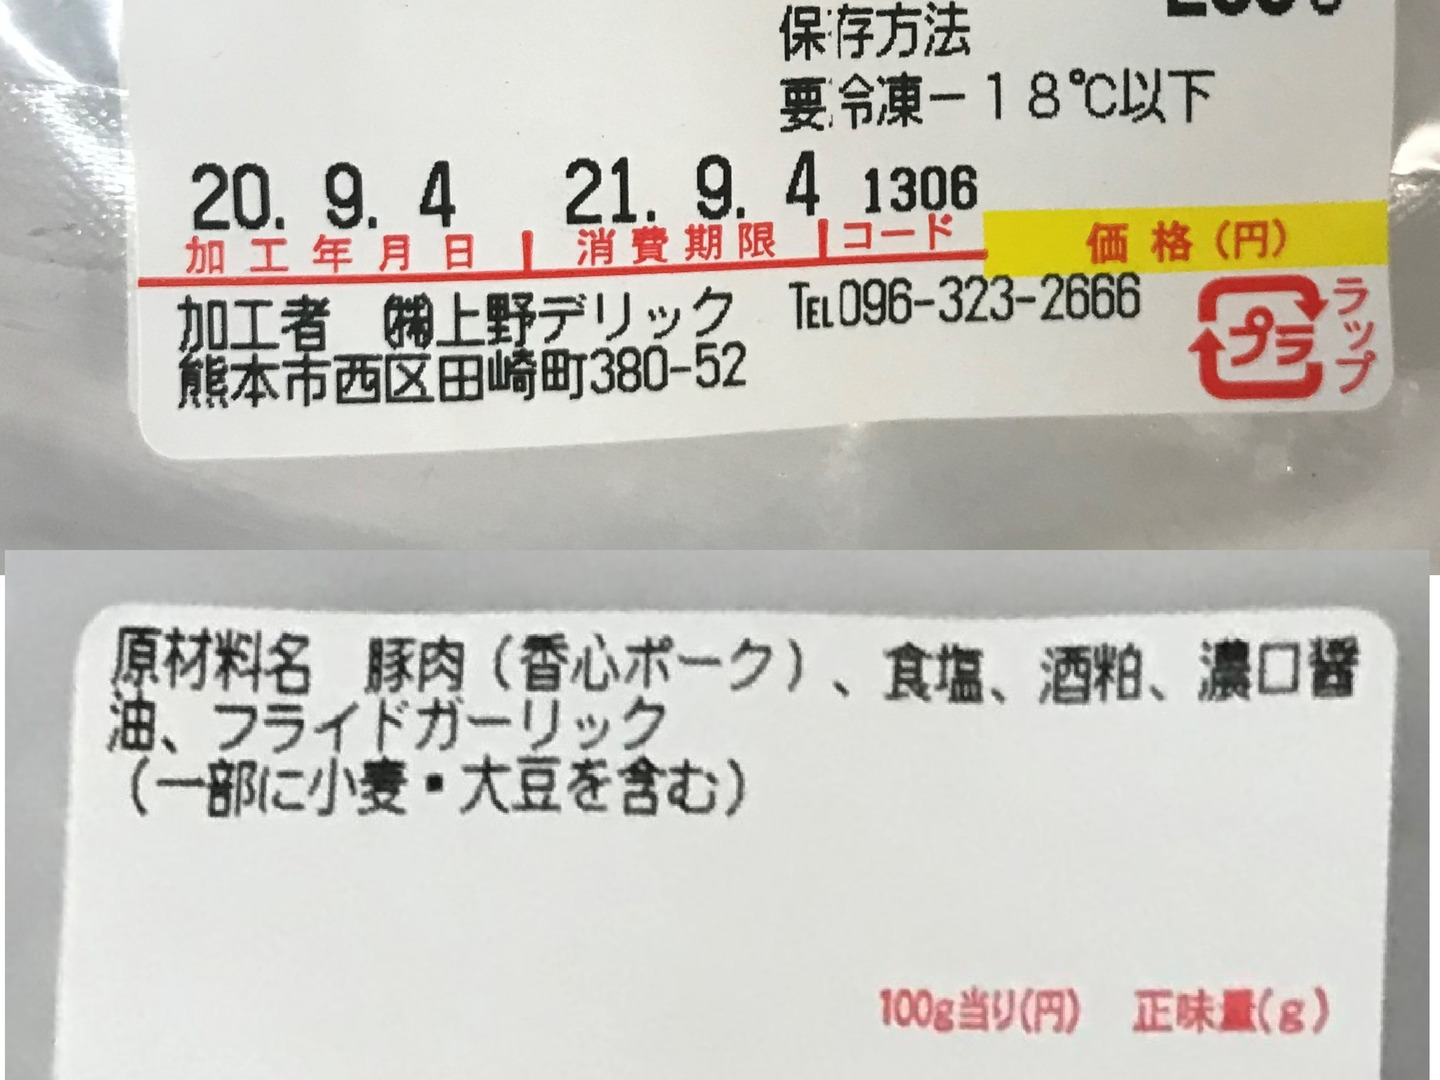 保存方法
要冷凍－１８℃以下
20. 9. 4 21. 9. 4 1306
加工年月日 消費期限 コード 価格(円)
加工者 ㈱上野デリック TEL096-323-2666
熊本市西区田崎町380-52
プラ
ラップ
原材料名 豚肉（香心ポーク）、食塩、酒粕、濃口醤
油、フライドガーリック
（一部に小麦・大豆を含む）
100g当り(円) 正味量(g)